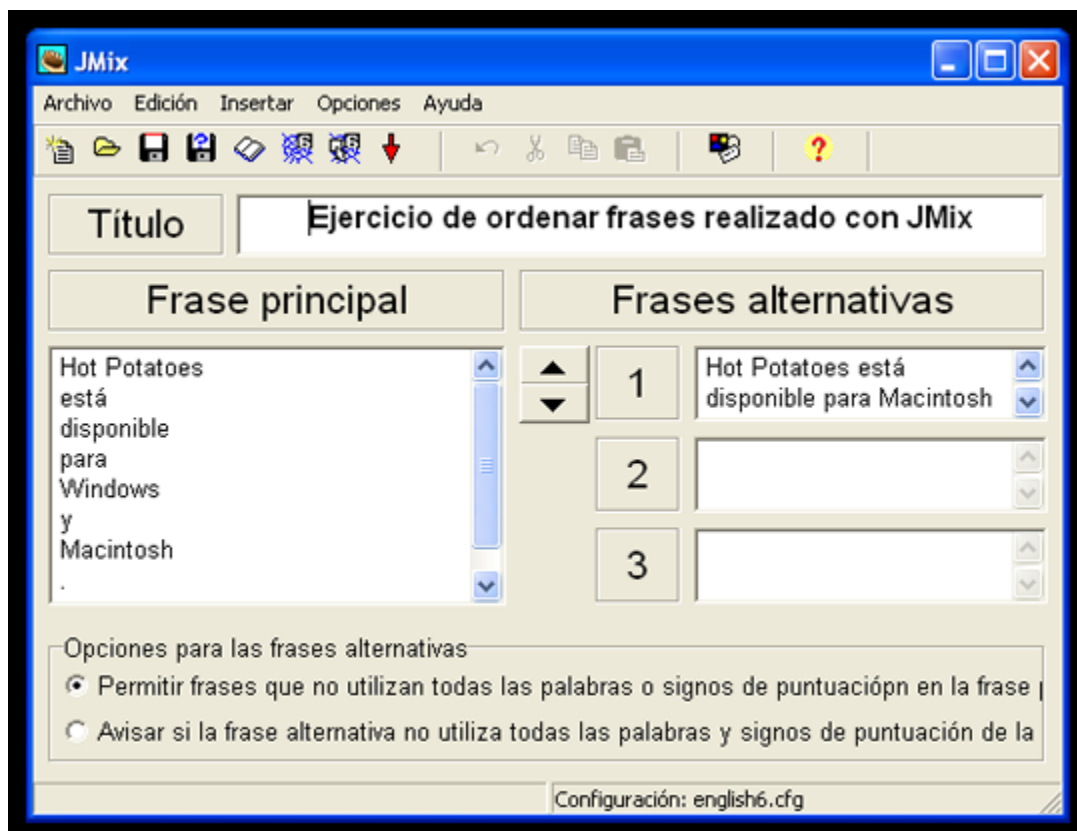 JMix
Archivo Edición Insertar Opciones Ayuda
Título
Ejercicio de ordenar frases realizado con JMix
Frase principal
Frases alternativas
Hot Potatoes
está
disponible
para
Windows
y
Macintosh
.
1
Hot Potatoes está
disponible para Macintosh
2
3
Opciones para las frases alternativas
Permitir frases que no utilizan todas las palabras o signos de puntuaciópn en la frase
Avisar si la frase alternativa no utiliza todas las palabras y signos de puntuación de la
Configuración: english6.cfg